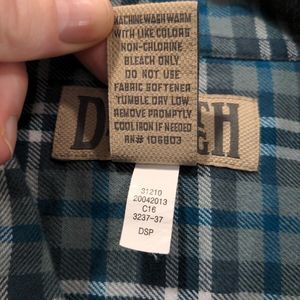 MACHINE WASH WARM
WITH LIKE COLORS
NON-CHLORINE
BLEACH ONLY
DO NOT USE
FABRIC SOFTENER
TUMBLE DRY LOW
REMOVE PROMPTLY
COOL IRON IF NEEDED
RN# 106803
31210
20042013
C16
3237-37
DSP